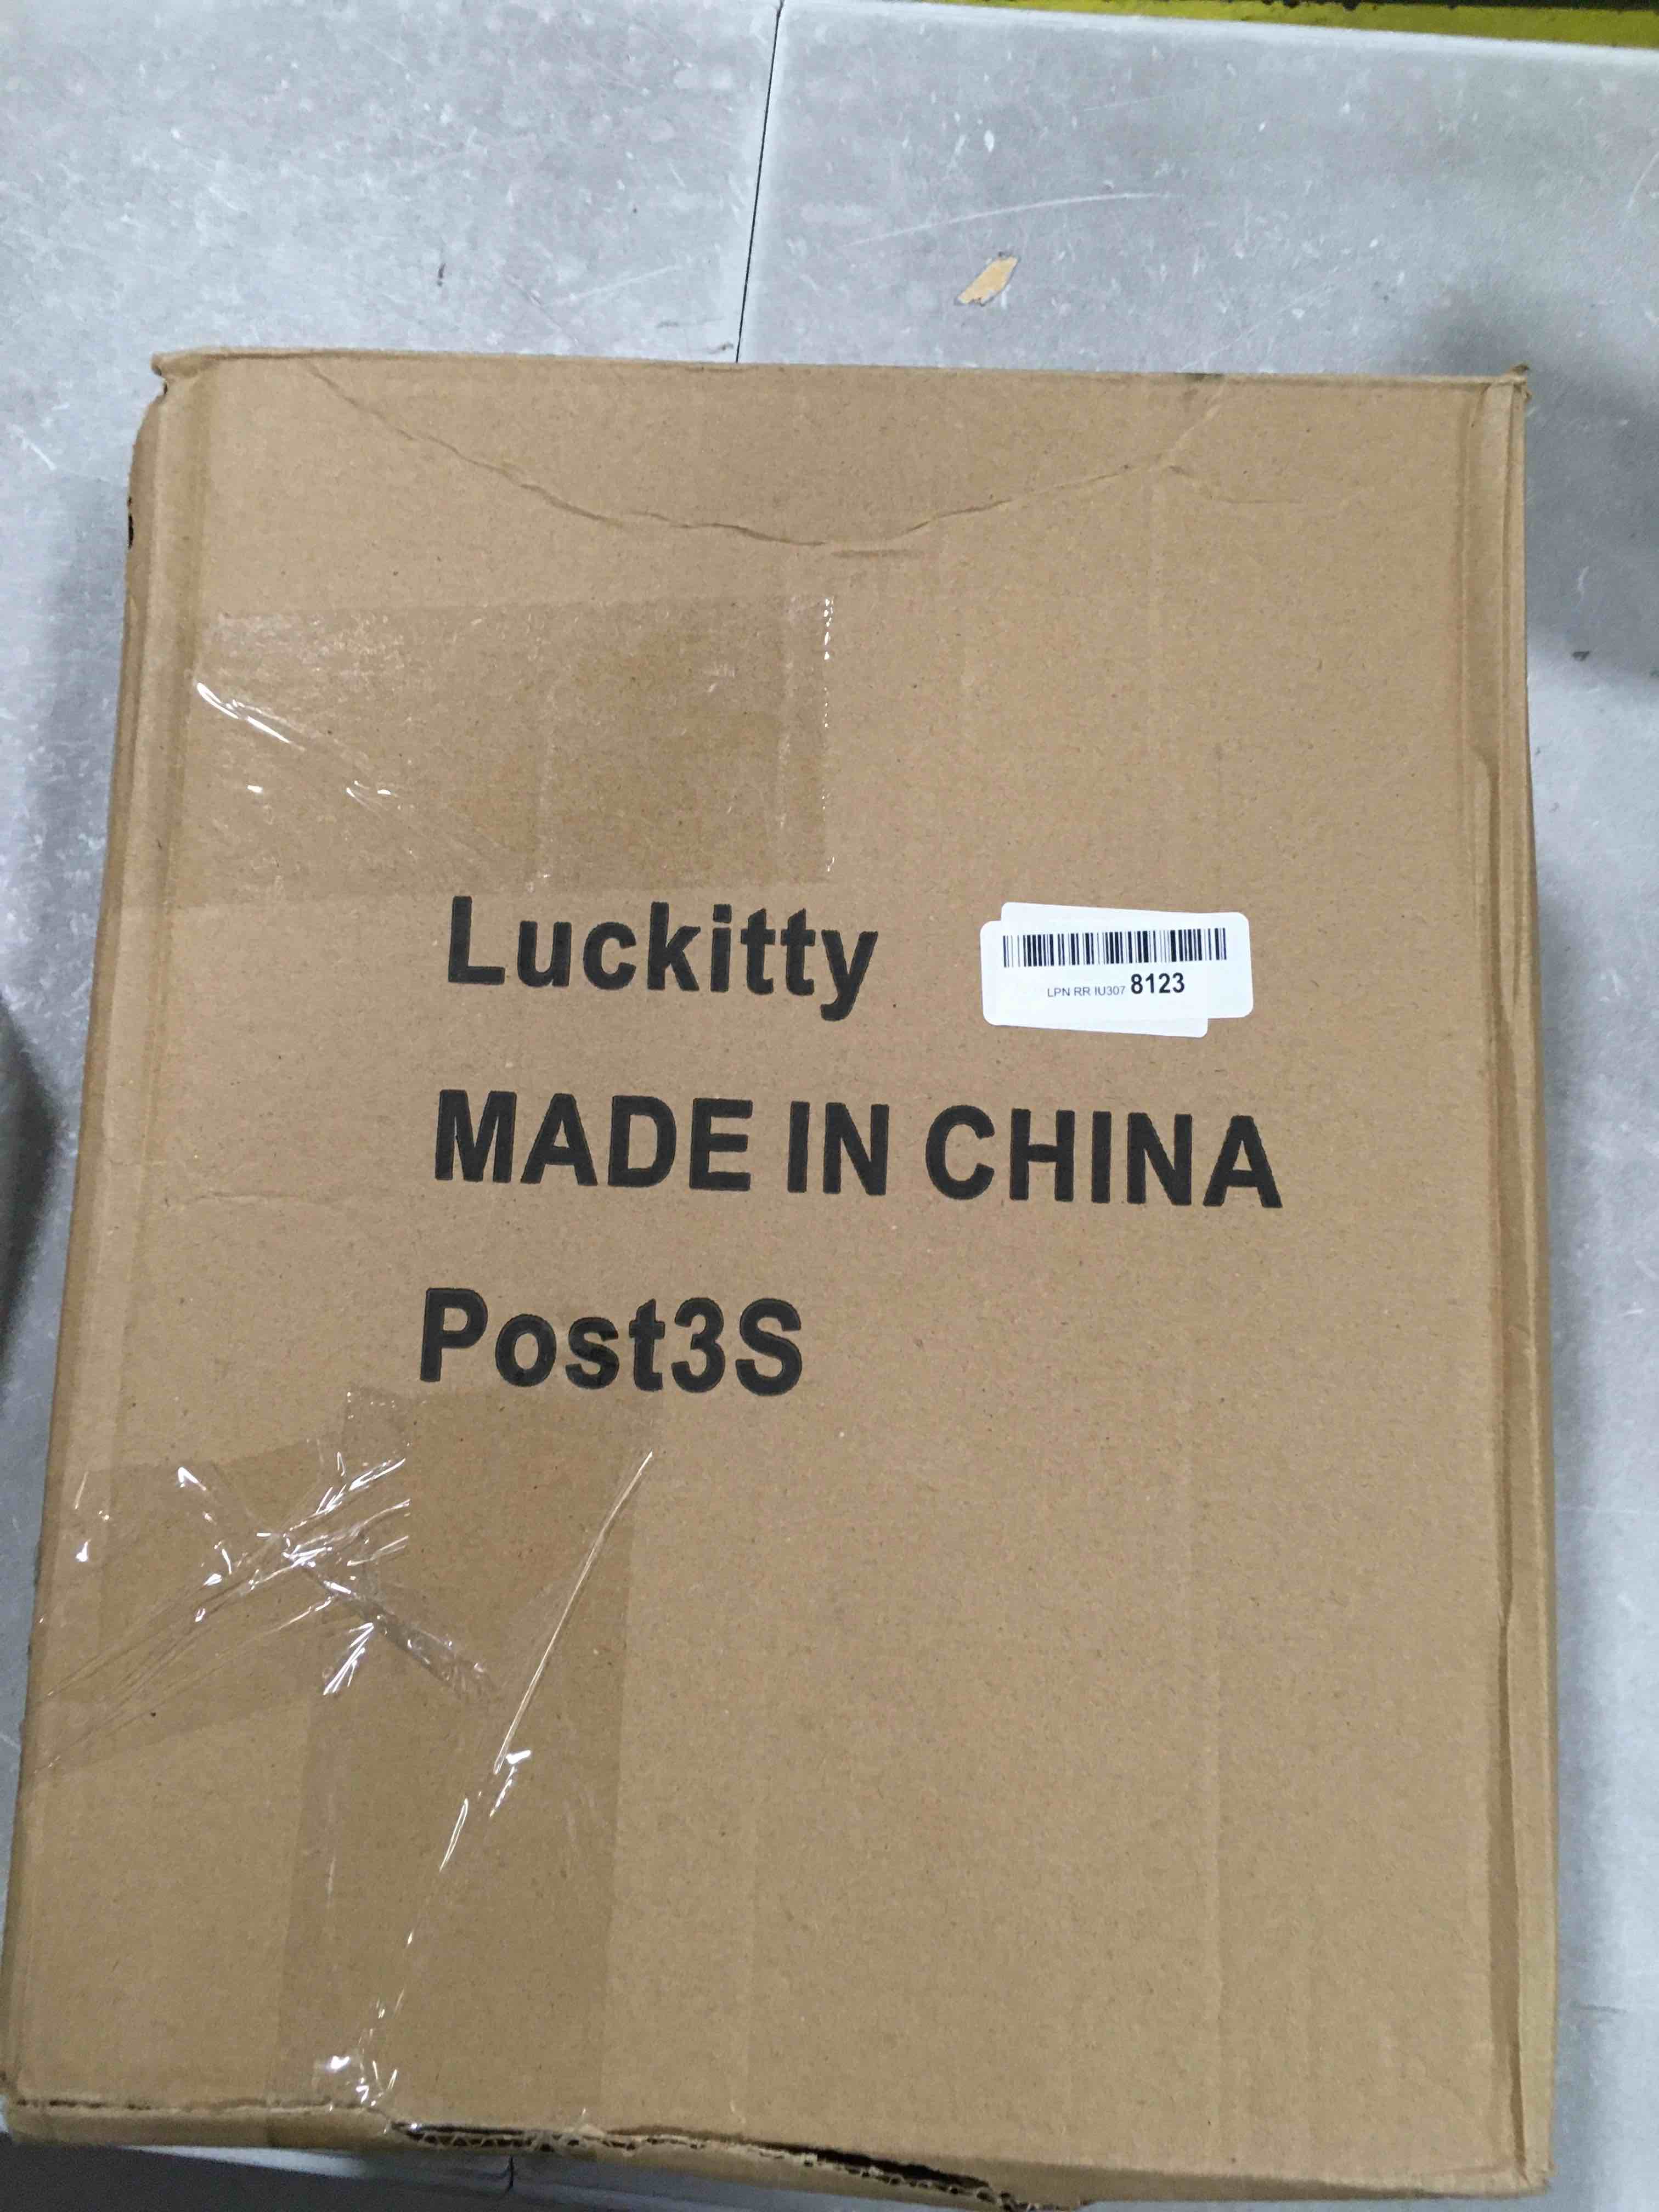 Luckitty
LPN RR IU307 8123
MADE IN CHINA
Post3S